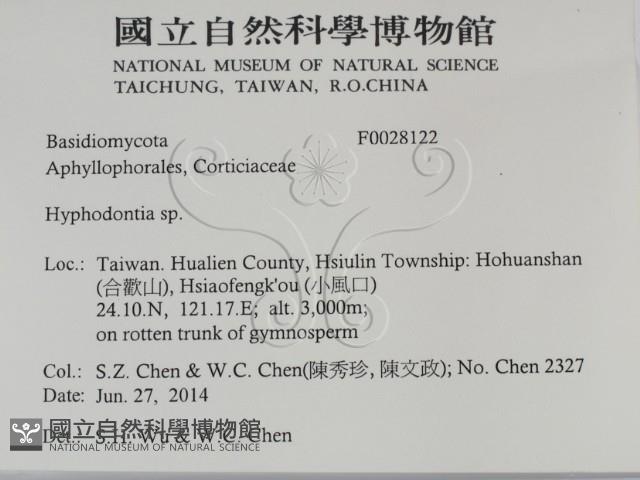 國立自然科學博物館
NATIONAL MUSEUM OF NATURAL SCIENCE
TAICHUNG, TAIWAN, R.O.CHINA
Basidiomycota F0028122
Aphyllophorales, Corticiaceae
Hyphodontia sp.
Loc.: Taiwan. Hualien County, Hsiulin Township: Hohuanshan
(合歡山), Hsiaofengk'ou (小風口)
24.10.N, 121.17.E; alt. 3,000m;
on rotten trunk of gymnosperm
Col.: S.Z. Chen & W.C. Chen(陳秀珍, 陳文政); No. Chen 2327
Date: Jun. 27, 2014
Det.: S.H. Wu & W.C. Chen
國立自然科學博物館
NATIONAL MUSEUM OF NATURAL SCIENCE